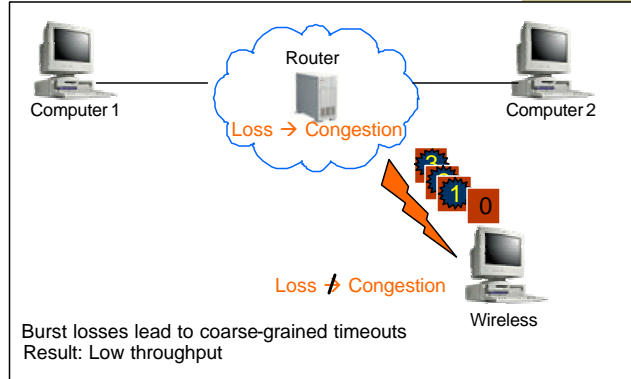 Router
Computer 1
Computer 2
Loss → Congestion
3
2
1
0
Loss ↛ Congestion
Wireless
Burst losses lead to coarse-grained timeouts
Result: Low throughput